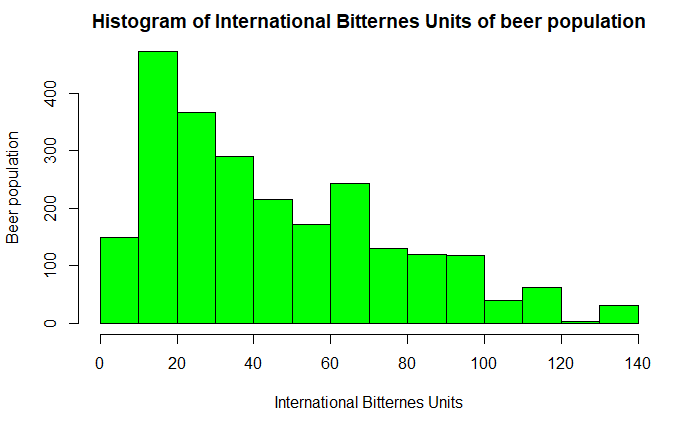 Histogram of International Bitternes Units of beer population
Beer population
400
300
200
100
0
0 20 40 60 80 100 120 140
International Bitternes Units